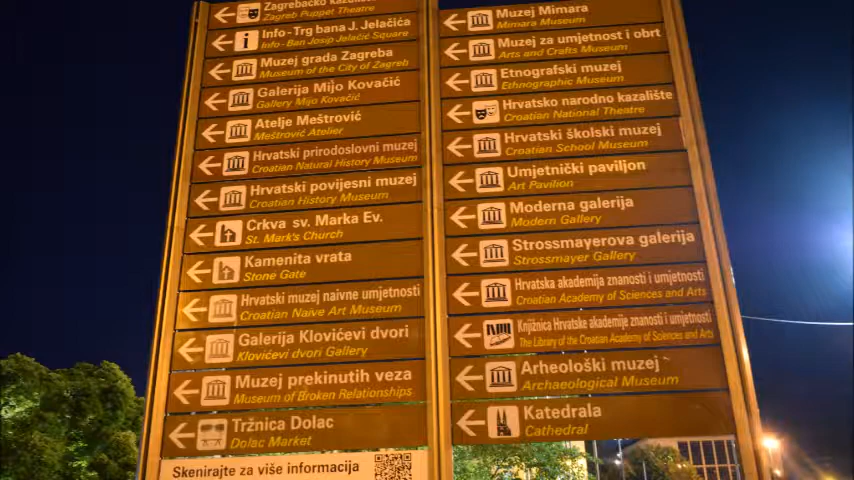 Zagrebačko kazalište
Zagreb Puppet Theatre
Info-Trg bana J. Jelačića
Info-Ban Josip Jelačić Square
Muzej grada Zagreba
Museum of the City of Zagreb
Galerija Mijo Kovačić
Gallery Mijo Kovačić
Atelje Meštrović
Meštrović Atelier
Hrvatski prirodoslovni muzej
Croatian Natural History Museum
Hrvatski povijesni muzej
Croatian History Museum
Crkva sv. Marka Ev.
St. Mark's Church
Kamenita vrata
Stone Gate
Hrvatski muzej naivne umjetnosti
Croatian Naive Art Museum
Galerija Klovićevi dvori
Klovićevi dvori Gallery
Muzej prekinutih veza
Museum of Broken Relationships
Tržnica Dolac
Dolac Market
Skenirajte za više informacija
Muzej Mimara
Mimara Museum
Muzej za umjetnost i obrt
Arts and Crafts Museum
Etnografski muzej
Ethnographic Museum
Hrvatsko narodno kazalište
Croatian National Theatre
Hrvatski školski muzej
Croatian School Museum
Umjetnički paviljon
Art Pavilion
Moderna galerija
Modern Gallery
Strossmayerova galerija
Strossmayer Gallery
Hrvatska akademija znanosti i umjetnosti
Croatian Academy of Sciences and Arts
Knjižnica Hrvatske akademije znanosti i umjetnosti
The Library of the Croatian Academy of Sciences and Arts
Arheološki muzej
Archaeological Museum
Katedrala
Cathedral